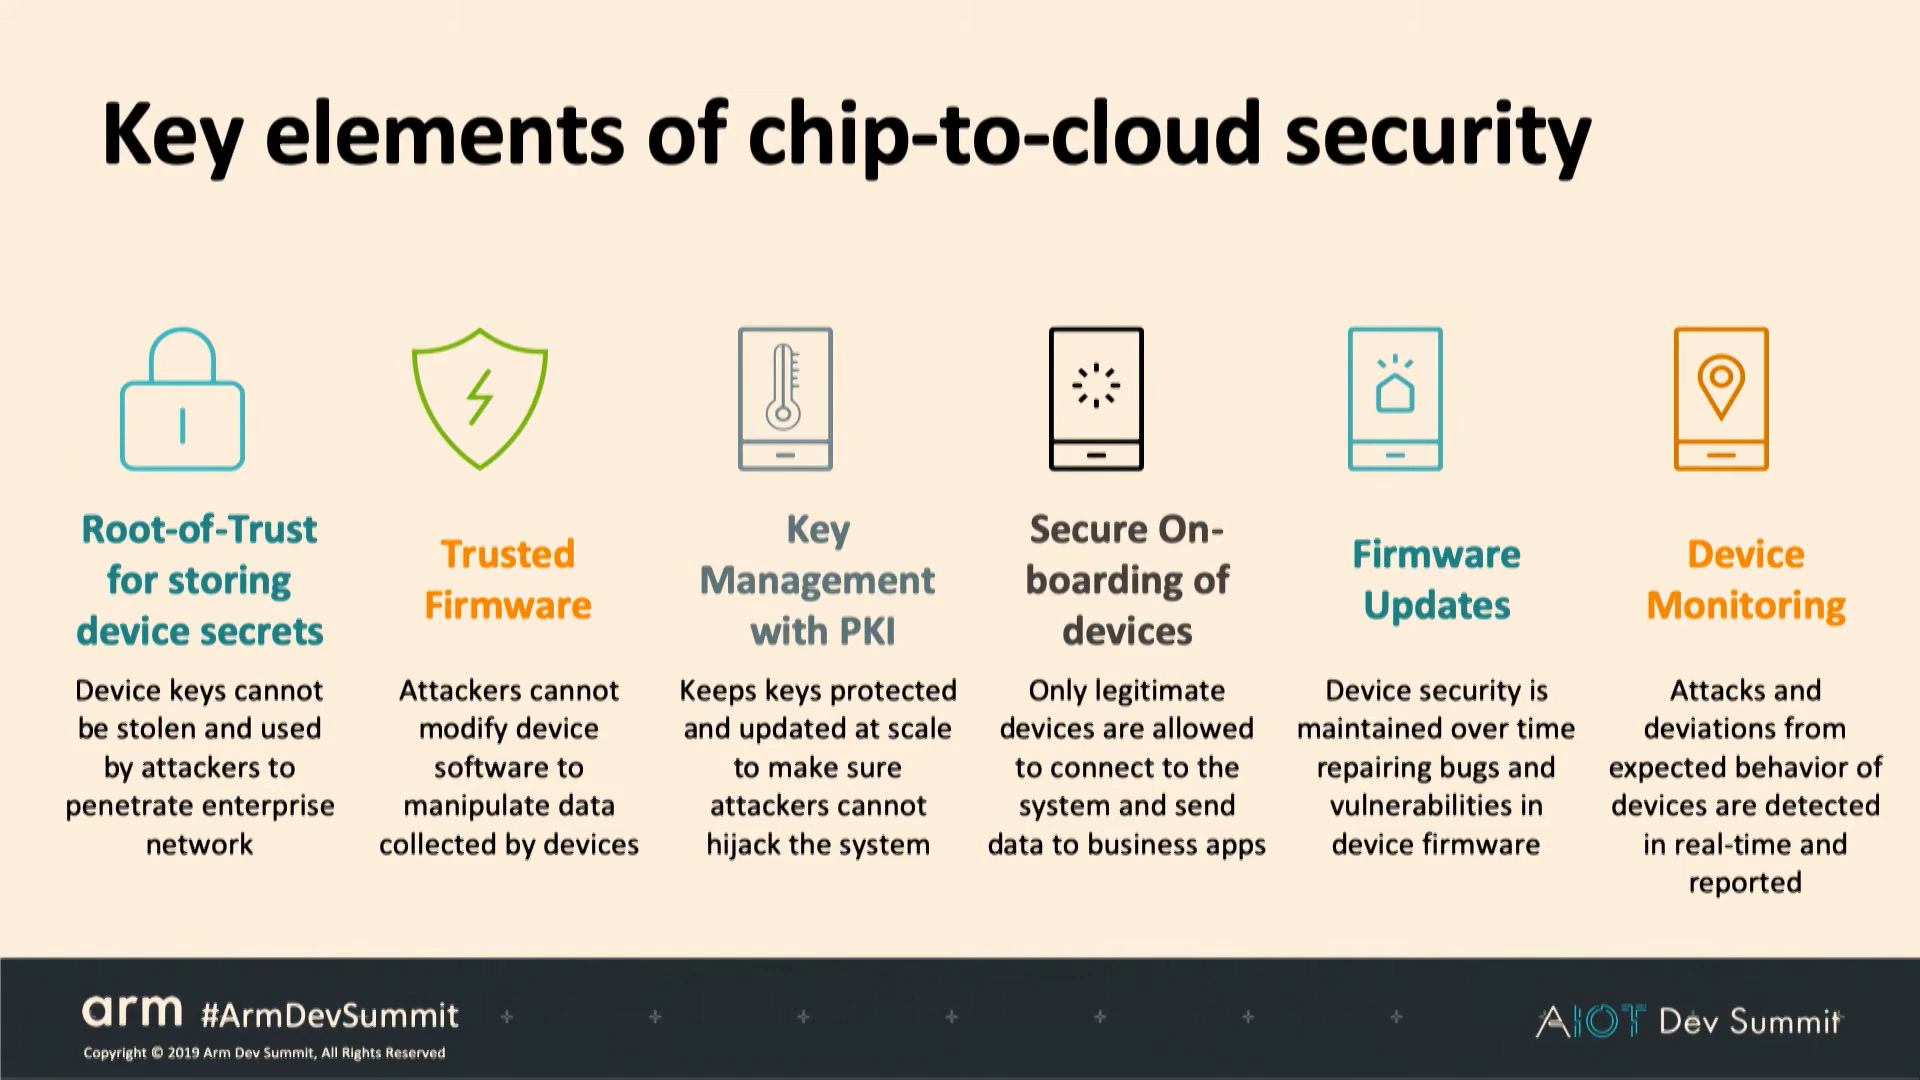 Key elements of chip-to-cloud security
Root-of-Trust
for storing
device secrets
Device keys cannot
be stolen and used
by attackers to
penetrate enterprise
network
Trusted
Firmware
Attackers cannot
modify device
software to
manipulate data
collected by devices
Key
Management
with PKI
Keeps keys protected
and updated at scale
to make sure
attackers cannot
hijack the system
Secure On-
boarding of
devices
Only legitimate
devices are allowed
to connect to the
system and send
data to business apps
Firmware
Updates
Device security is
maintained over time
repairing bugs and
vulnerabilities in
device firmware
Device
Monitoring
Attacks and
deviations from
expected behavior of
devices are detected
in real-time and
reported
arm #ArmDevSummit
Copyright © 2019 Arm Dev Summit, All Rights Reserved
AIOT Dev Summit